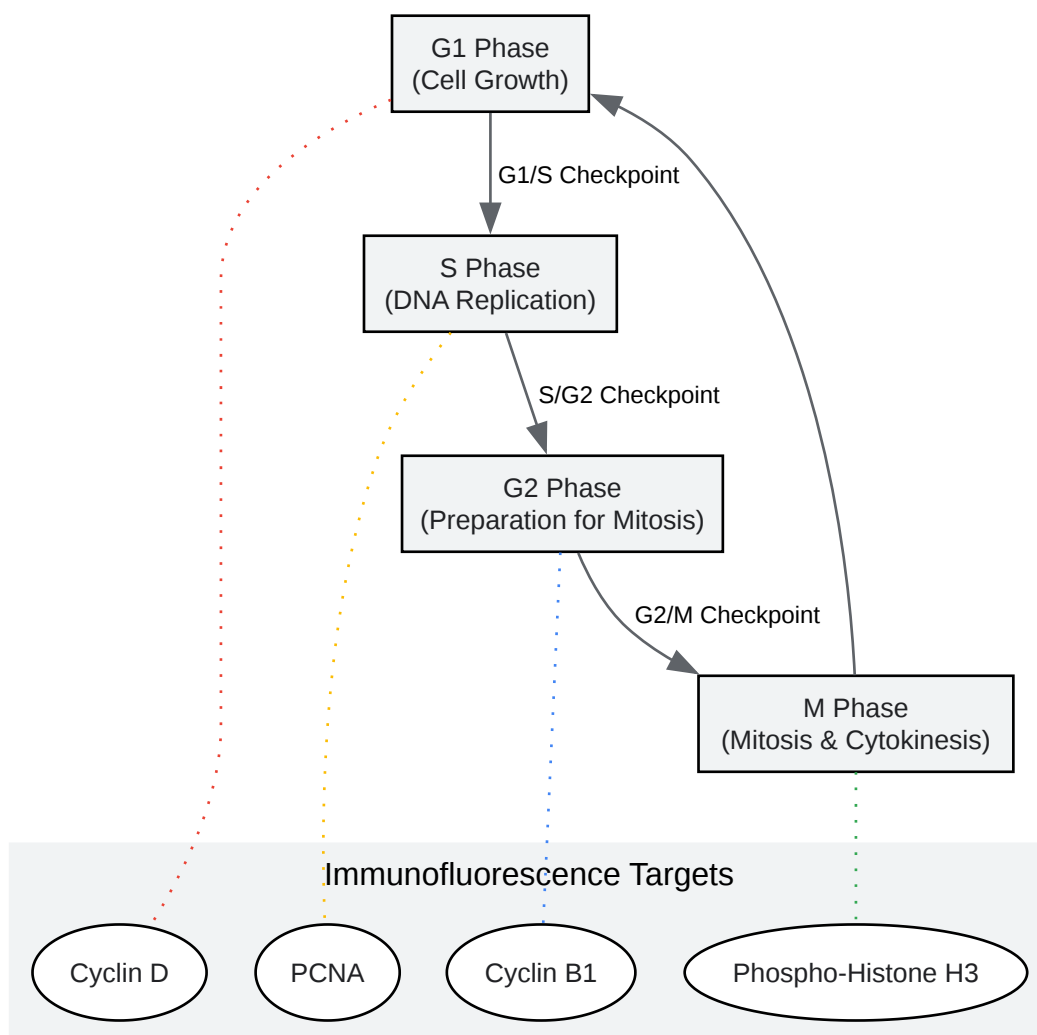 G1 Phase
(Cell Growth)
G1/S Checkpoint
S Phase
(DNA Replication)
S/G2 Checkpoint
G2 Phase
(Preparation for Mitosis)
G2/M Checkpoint
M Phase
(Mitosis & Cytokinesis)
Immunofluorescence Targets
Cyclin D
PCNA
Cyclin B1
Phospho-Histone H3